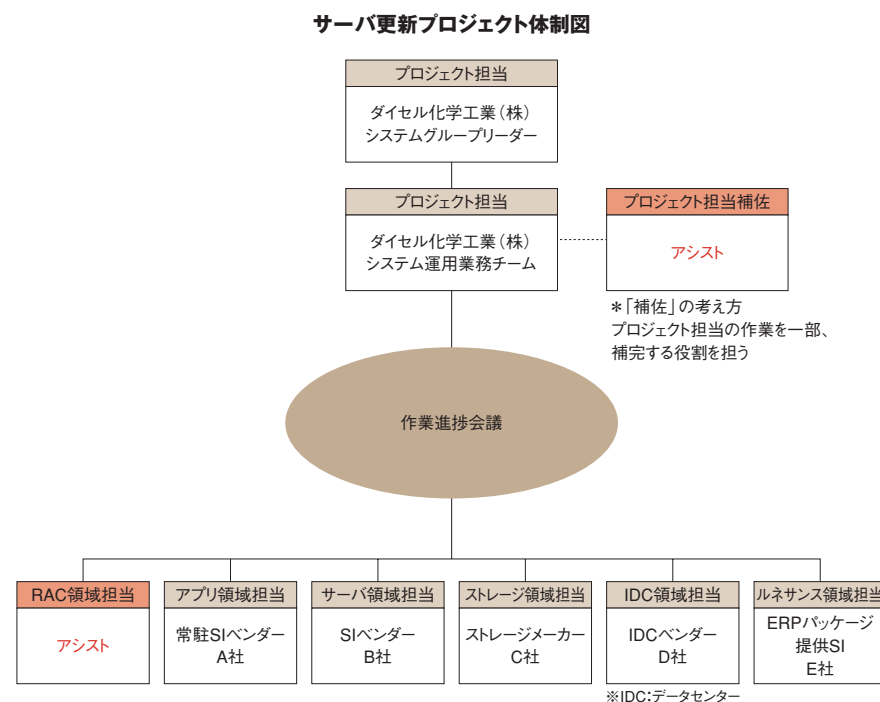 サーバ更新プロジェクト体制図
プロジェクト担当
ダイセル化学工業(株)
システムグループリーダー
プロジェクト担当
ダイセル化学工業(株)
システム運用業務チーム
プロジェクト担当補佐
アシスト
＊「補佐」の考え方
プロジェクト担当の作業を一部、
補完する役割を担う
作業進捗会議
RAC領域担当
アシスト
アプリ領域担当
常駐SIベンダー
A社
サーバ領域担当
SIベンダー
B社
ストレージ領域担当
ストレージメーカー
C社
IDC領域担当
IDCベンダー
D社
※IDC：データセンター
ルネサンス領域担当
ERPパッケージ
提供SI
E社